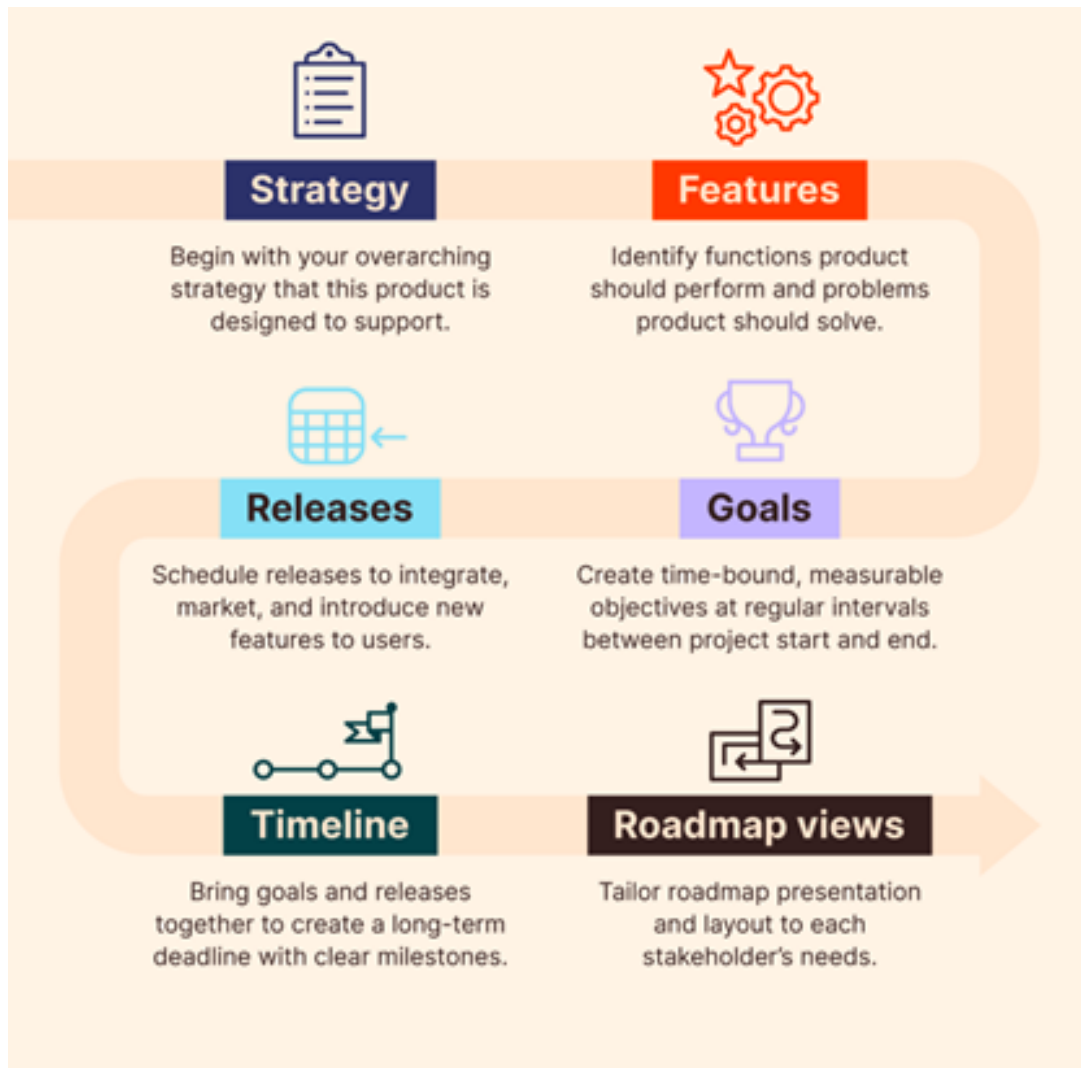 Strategy
Begin with your overarching
strategy that this product is
designed to support.
Features
Identify functions product
should perform and problems
product should solve.
Goals
Create time-bound, measurable
objectives at regular intervals
between project start and end.
Releases
Schedule releases to integrate,
market, and introduce new
features to users.
Timeline
Bring goals and releases
together to create a long-term
deadline with clear milestones.
Roadmap views
Tailor roadmap presentation
and layout to each
stakeholder's needs.